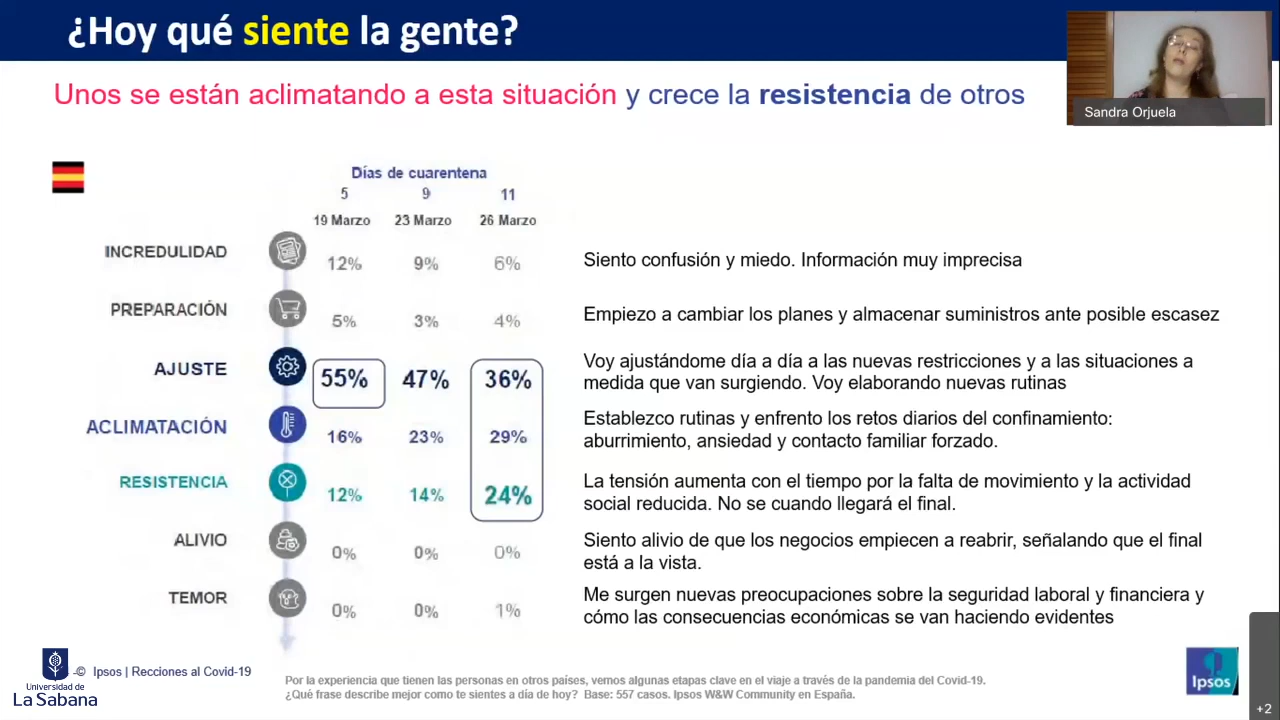 ¿Hoy qué siente la gente?
Unos se están aclimatando a esta situación y crece la resistencia de otros
Sandra Orjuela
Días de cuarentena
5 9 11
19 Marzo 23 Marzo 26 Marzo
INCREDULIDAD 12% 9% 6% Siento confusión y miedo. Información muy imprecisa
PREPARACIÓN 5% 3% 4% Empiezo a cambiar los planes y almacenar suministros ante posible escasez
AJUSTE 55% 47% 36% Voy ajustándome día a día a las nuevas restricciones y a las situaciones a
medida que van surgiendo. Voy elaborando nuevas rutinas
ACLIMATACIÓN 16% 23% 29% Establezco rutinas y enfrento los retos diarios del confinamiento:
aburrimiento, ansiedad y contacto familiar forzado.
RESISTENCIA 12% 14% 24% La tensión aumenta con el tiempo por la falta de movimiento y la actividad
social reducida. No se cuando llegará el final.
ALIVIO 0% 0% 0% Siento alivio de que los negocios empiecen a reabrir, señalando que el final
está a la vista.
TEMOR 0% 0% 1% Me surgen nuevas preocupaciones sobre la seguridad laboral y financiera y
cómo las consecuencias económicas se van haciendo evidentes
Universidad de
La Sabana
-© Ipsos | Recciones al Covid-19
Por la experiencia que tienen las personas en otros países, vemos algunas etapas clave en el viaje a través de la pandemia del Covid-19.
¿Qué frase describe mejor como te sientes a día de hoy? Base: 557 casos. Ipsos W&W Community en España.
Ipsos
+2